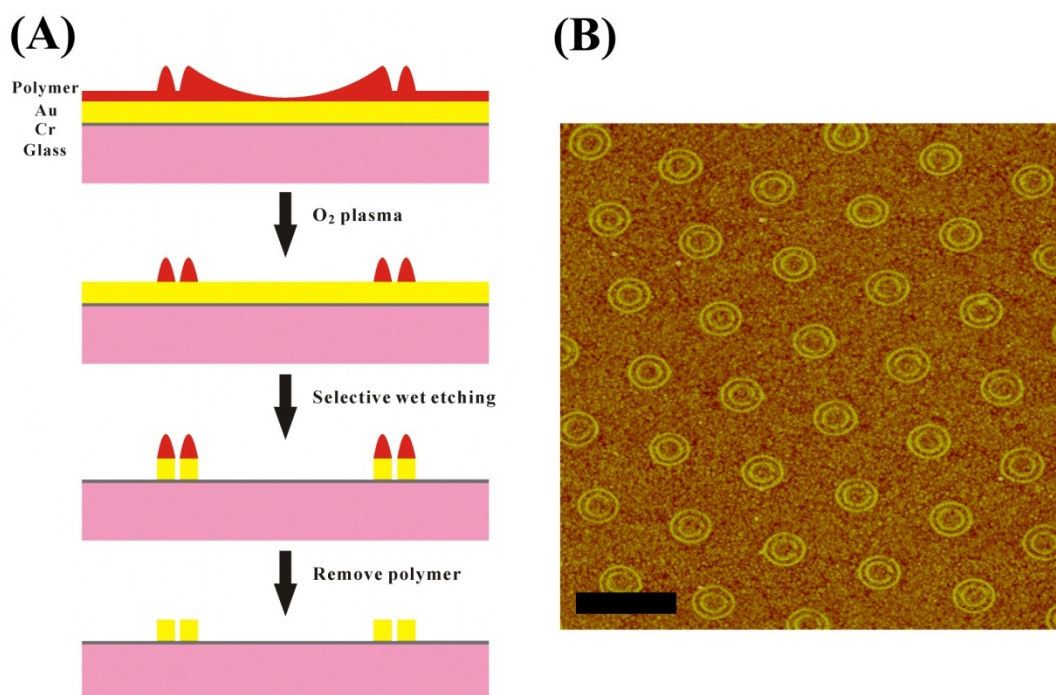 (A)
Polymer
Au
Cr
Glass
O₂ plasma
Selective wet etching
Remove polymer
(B)